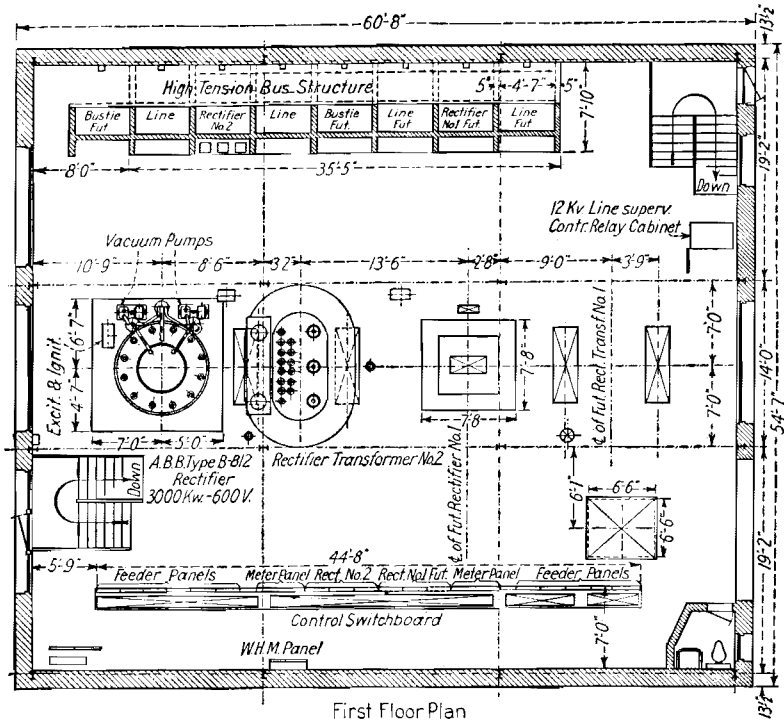 60'-8"
13½"
High Tension Bus Structure
5" 4'-7" 5"
7'-10"
Bustie Fut
Line
Rectifier No.2
Line
Bustie Fut.
Line Fut
Rectifier No.1 Fut
Line Fut
8'-0"
35'-5"
Down
19'-2"
12 Kv. Line superv.
Contr. Relay Cabinet
Vacuum Pumps
10'-9"
8'-6"
3'2"
13'-6"
2'-8"
9'-0"
3'-9"
6'-7"
4'-7"
Excit. & Ignit.
7'-0"
5'-0"
7'-8"
7'-8"
℄ of Fut. Rect. Transf. No.1
7'-0"
7'-0"
14'-0"
54'-7"
A.B.B. Type B-812
Rectifier
3000 Kw.-600 V.
Rectifier Transformer No.2
℄ of Fut. Rectifier No.1
Down
6'-1"
6'-6"
6'-6"
19'-2"
5'-9"
44'-8"
Feeder Panels
Meter Panel
Rect. No.2
Rect. No.1 Fut.
Meter Panel
Feeder Panels
Control Switchboard
7'-0"
W.H.M. Panel
13½"
First Floor Plan